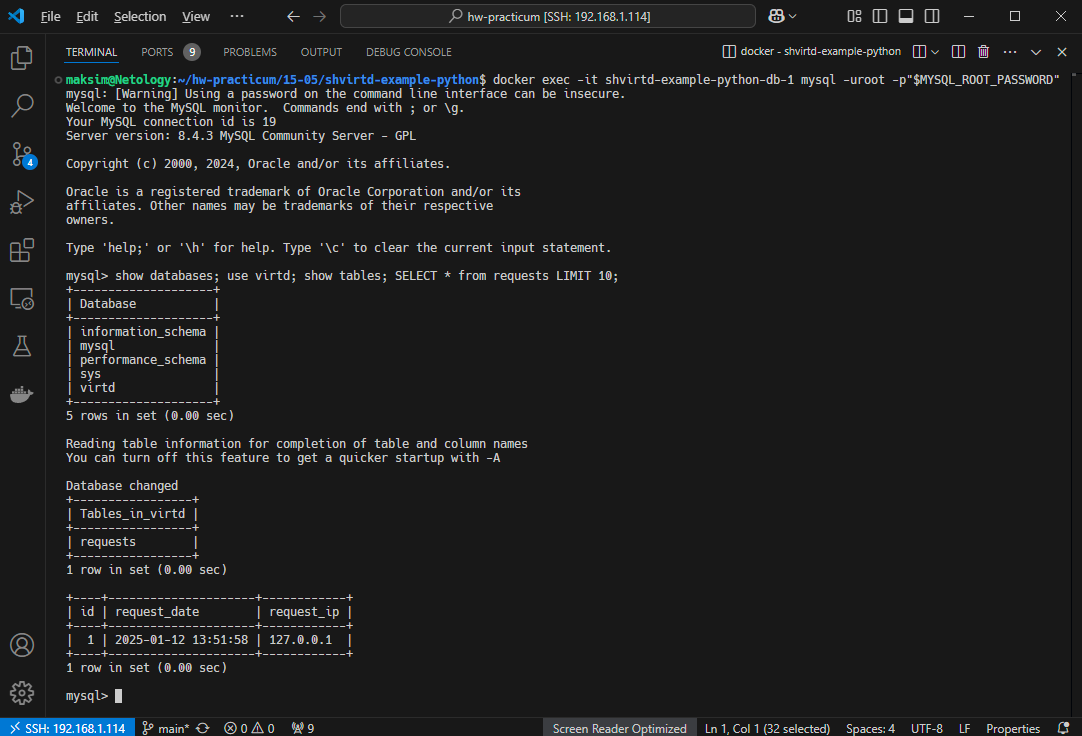 File Edit Selection View ··· hw-practicum [SSH: 192.168.1.114]
TERMINAL PORTS 9 PROBLEMS OUTPUT DEBUG CONSOLE docker - shvirtd-example-python
maksim@Netology:~/hw-practicum/15-05/shvirtd-example-python$ docker exec -it shvirtd-example-python-db-1 mysql -uroot -p"$MYSQL_ROOT_PASSWORD"
mysql: [Warning] Using a password on the command line interface can be insecure.
Welcome to the MySQL monitor.  Commands end with ; or \g.
Your MySQL connection id is 19
Server version: 8.4.3 MySQL Community Server - GPL
Copyright (c) 2000, 2024, Oracle and/or its affiliates.
Oracle is a registered trademark of Oracle Corporation and/or its
affiliates. Other names may be trademarks of their respective
owners.
Type 'help;' or '\h' for help. Type '\c' to clear the current input statement.
mysql> show databases; use virtd; show tables; SELECT * from requests LIMIT 10;
+--------------------+
| Database           |
+--------------------+
| information_schema |
| mysql              |
| performance_schema |
| sys                |
| virtd              |
+--------------------+
5 rows in set (0.00 sec)
Reading table information for completion of table and column names
You can turn off this feature to get a quicker startup with -A
Database changed
+-----------------+
| Tables_in_virtd |
+-----------------+
| requests        |
+-----------------+
1 row in set (0.00 sec)
+----+---------------------+------------+
| id | request_date        | request_ip |
+----+---------------------+------------+
|  1 | 2025-01-12 13:51:58 | 127.0.0.1  |
+----+---------------------+------------+
1 row in set (0.00 sec)
mysql>
4
SSH: 192.168.1.114 main* 0 0 9 Screen Reader Optimized Ln 1, Col 1 (32 selected) Spaces: 4 UTF-8 LF Properties